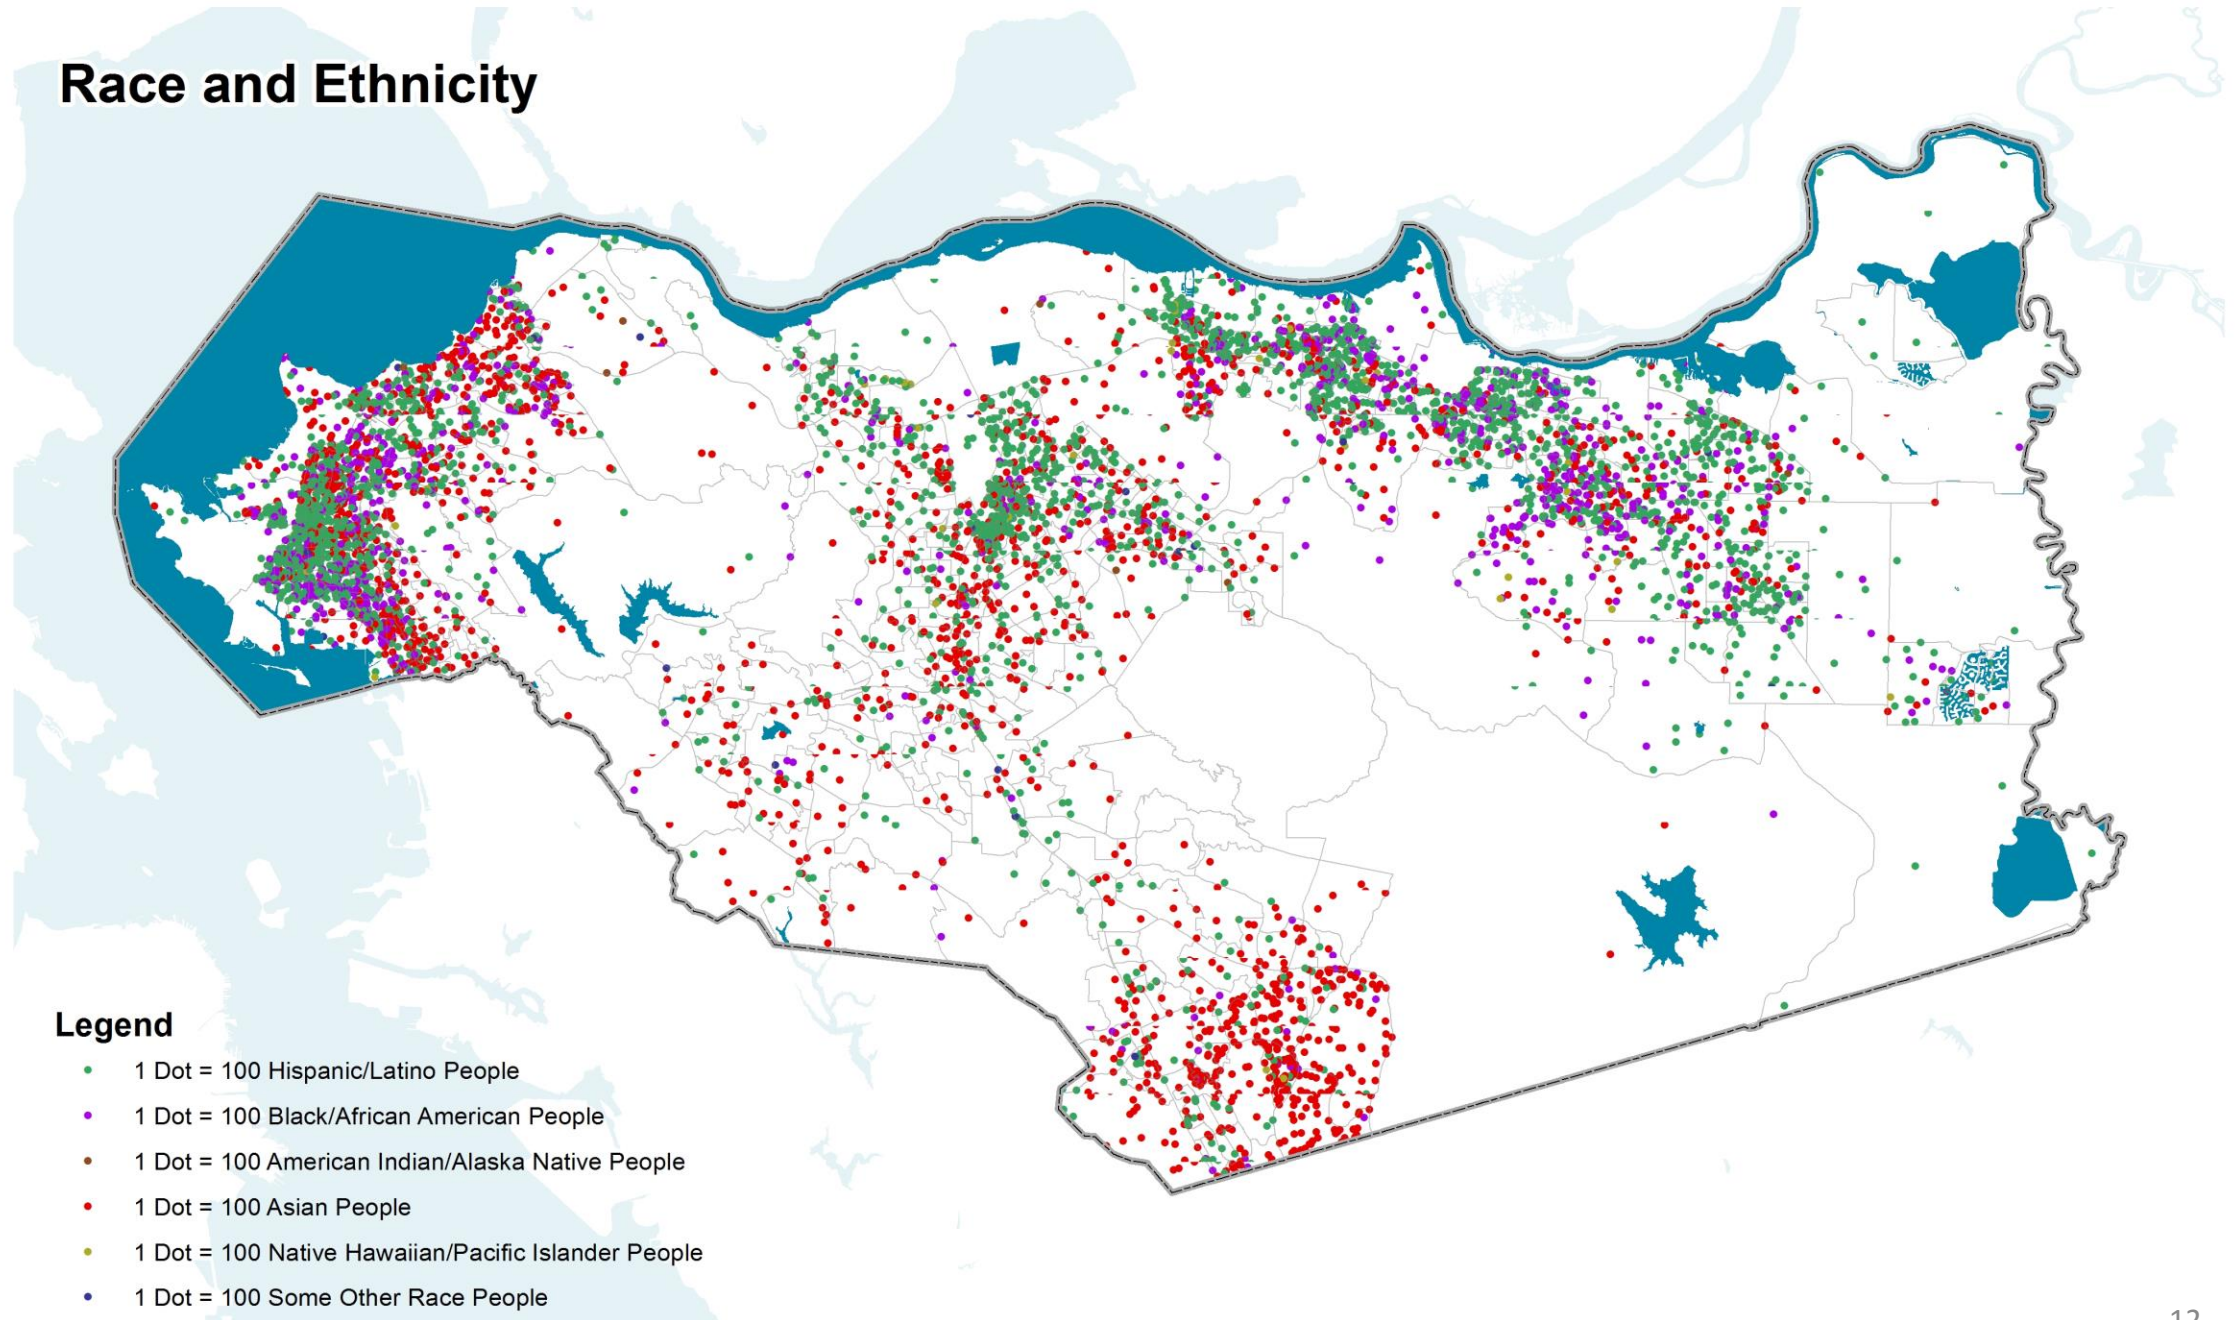 Race and Ethnicity
Legend
1 Dot = 100 Hispanic/Latino People
1 Dot = 100 Black/African American People
1 Dot = 100 American Indian/Alaska Native People
1 Dot = 100 Asian People
1 Dot = 100 Native Hawaiian/Pacific Islander People
1 Dot = 100 Some Other Race People
12